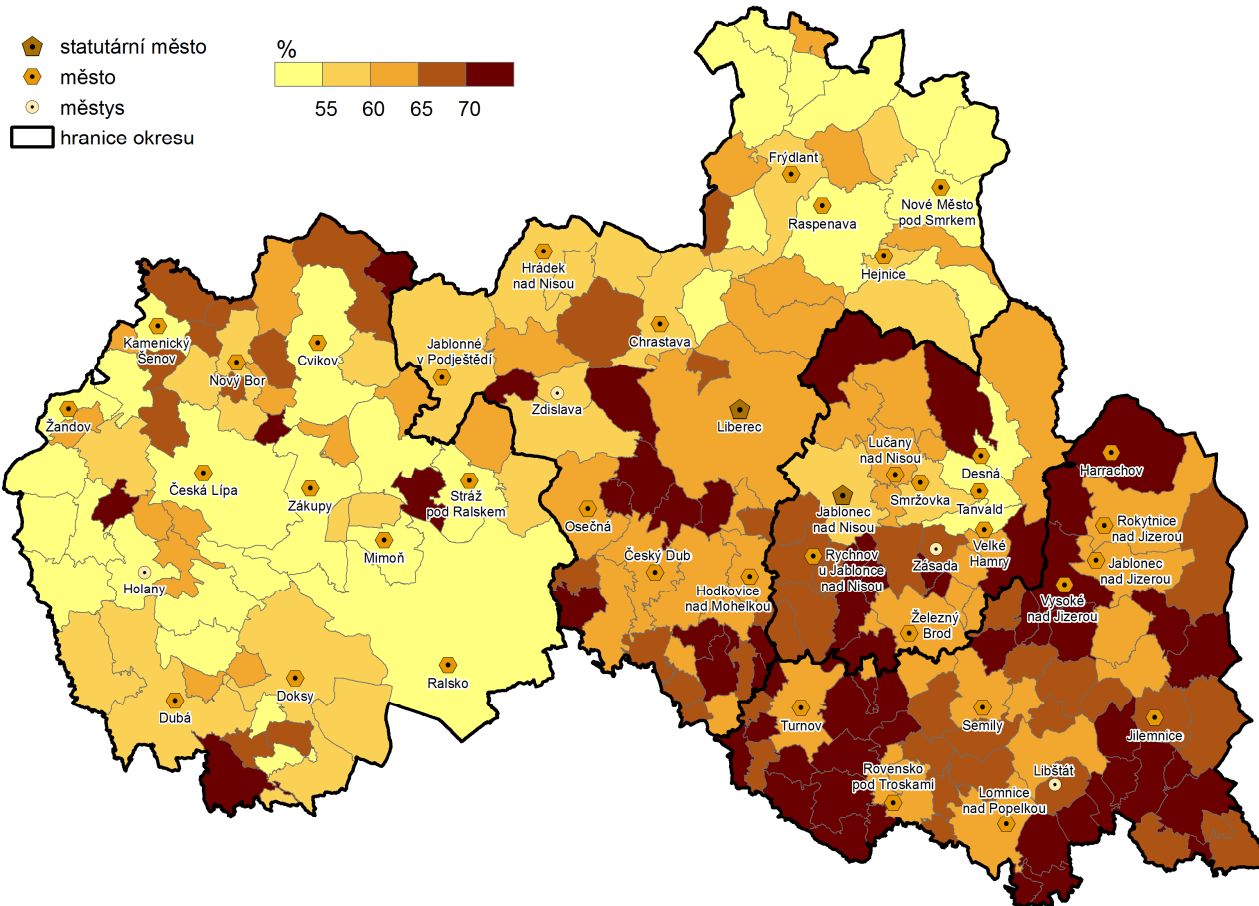 statutární město
město
městys
hranice okresu
%
55 60 65 70
Frýdlant
Raspenava
Nové Město
pod Smrkem
Hejnice
Hrádek
nad Nisou
Chrastava
Jablonné
v Podještědí
Zdislava
Liberec
Kamenický
Šenov
Nový Bor
Cvikov
Žandov
Česká Lípa
Zákupy
Stráž
pod Ralskem
Mimoň
Holany
Osečná
Český Dub
Hodkovice
nad Mohelkou
Lučany
nad Nisou
Smržovka
Desná
Tanvald
Jablonec
nad Nisou
Velké
Hamry
Rychnov
u Jablonce
nad Nisou
Zásada
Železný
Brod
Harrachov
Rokytnice
nad Jizerou
Jablonec
nad Jizerou
Vysoké
nad Jizerou
Ralsko
Doksy
Dubá
Turnov
Semily
Jilemnice
Rovensko
pod Troskami
Libštát
Lomnice
nad Popelkou